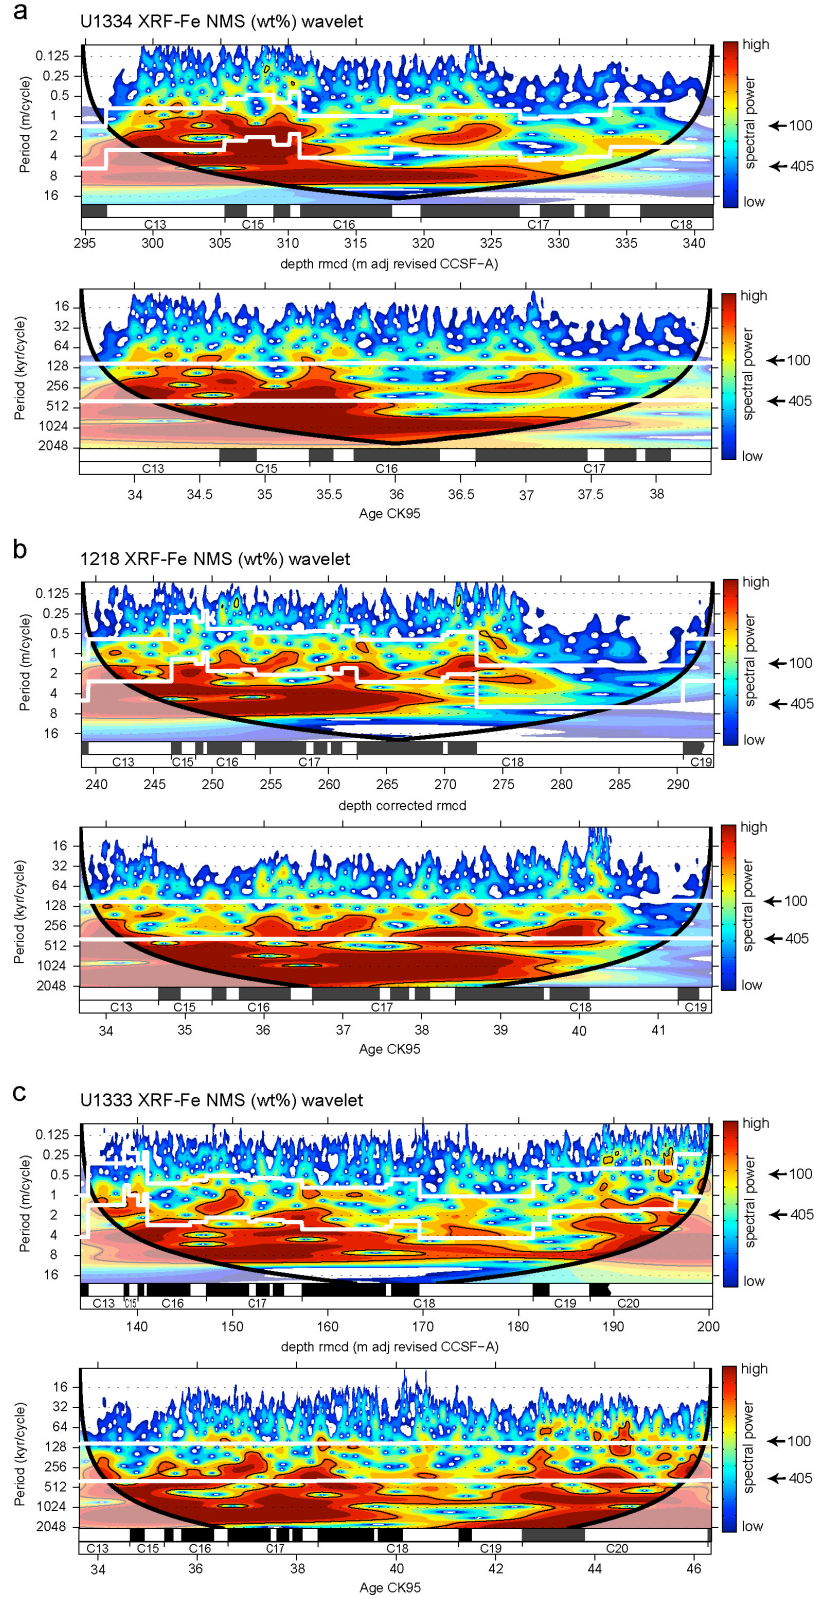 a
U1334 XRF-Fe NMS (wt%) wavelet
high
0.125
0.25
0.5
1
2
4
8
16
Period (m/cycle)
spectral power
100
405
low
C13 C15 C16 C17 C18
295 300 305 310 315 320 325 330 335 340
depth rmcd (m adj revised CCSF−A)
high
16
32
64
128
256
512
1024
2048
Period (kyr/cycle)
spectral power
100
405
low
C13 C15 C16 C17
34 34.5 35 35.5 36 36.5 37 37.5 38
Age CK95
b
1218 XRF-Fe NMS (wt%) wavelet
high
0.125
0.25
0.5
1
2
4
8
16
Period (m/cycle)
spectral power
100
405
low
C13 C15 C16 C17 C18 C19
240 245 250 255 260 265 270 275 280 285 290
depth corrected rmcd
high
16
32
64
128
256
512
1024
2048
Period (kyr/cycle)
spectral power
100
405
low
C13 C15 C16 C17 C18 C19
34 35 36 37 38 39 40 41
Age CK95
c
U1333 XRF-Fe NMS (wt%) wavelet
high
0.125
0.25
0.5
1
2
4
8
16
Period (m/cycle)
spectral power
100
405
low
C13 C15 C16 C17 C18 C19 C20
140 150 160 170 180 190 200
depth rmcd (m adj revised CCSF−A)
high
16
32
64
128
256
512
1024
2048
Period (kyr/cycle)
spectral power
100
405
low
C13 C15 C16 C17 C18 C19 C20
34 36 38 40 42 44 46
Age CK95